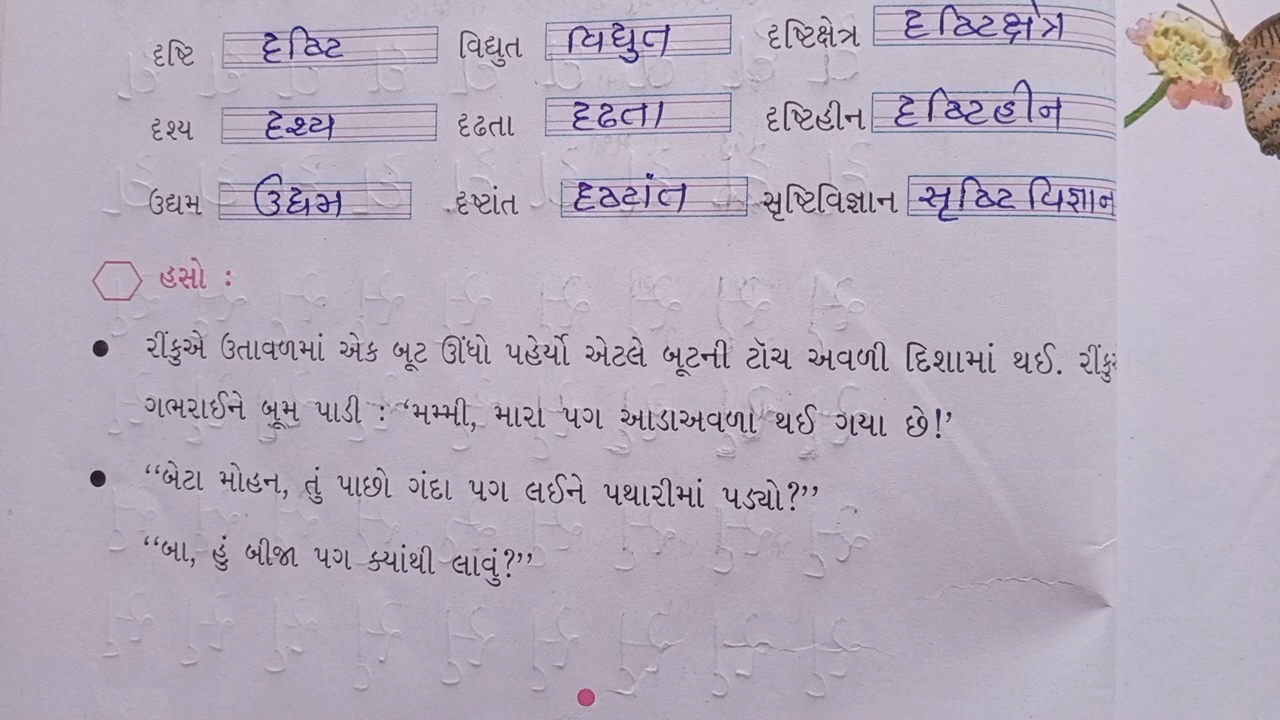 દૃષ્ટિ દૃષ્ટિ વિદ્યુત વિદ્યુત દૃષ્ટિક્ષેત્ર દૃષ્ટિક્ષેત્ર
દૃશ્ય દૃશ્ય દૃઢતા દૃઢતા દૃષ્ટિહીન દૃષ્ટિહીન
ઉદ્યમ ઉદ્યમ દૃષ્ટાંત દૃષ્ટાંત સૃષ્ટિવિજ્ઞાન સૃષ્ટિવિજ્ઞાન
હસો :
• રીંકુએ ઉતાવળમાં એક બૂટ ઊંધો પહેર્યો એટલે બૂટની ટૉચ અવળી દિશામાં થઈ.
ગભરાઈને બૂમ પાડી : ‘મમ્મી, મારા પગ આડાઅવળા થઈ ગયા છે!’
• “બેટા મોહન, તું પાછો ગંદા પગ લઈને પથારીમાં પડ્યો?”
“બા, હું બીજા પગ ક્યાંથી લાવું?”